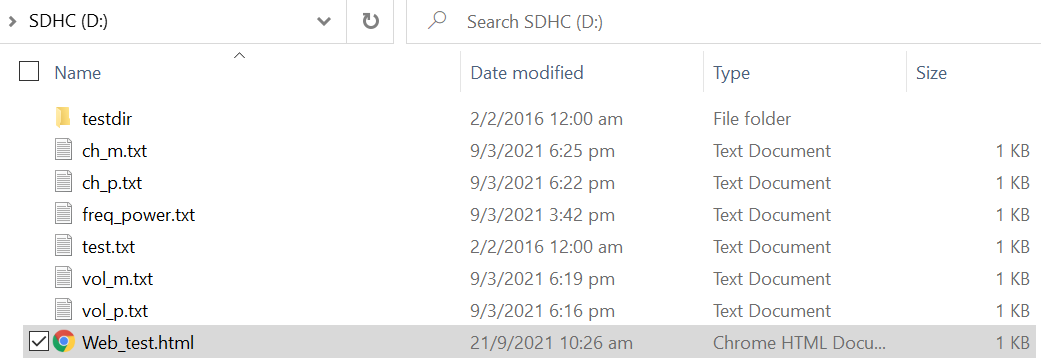 SDHC (D:) Search SDHC (D:)
Name Date modified Type Size
testdir 2/2/2016 12:00 am File folder
ch_m.txt 9/3/2021 6:25 pm Text Document 1 KB
ch_p.txt 9/3/2021 6:22 pm Text Document 1 KB
freq_power.txt 9/3/2021 3:42 pm Text Document 1 KB
test.txt 2/2/2016 12:00 am Text Document 1 KB
vol_m.txt 9/3/2021 6:19 pm Text Document 1 KB
vol_p.txt 9/3/2021 6:16 pm Text Document 1 KB
Web_test.html 21/9/2021 10:26 am Chrome HTML Docu... 1 KB